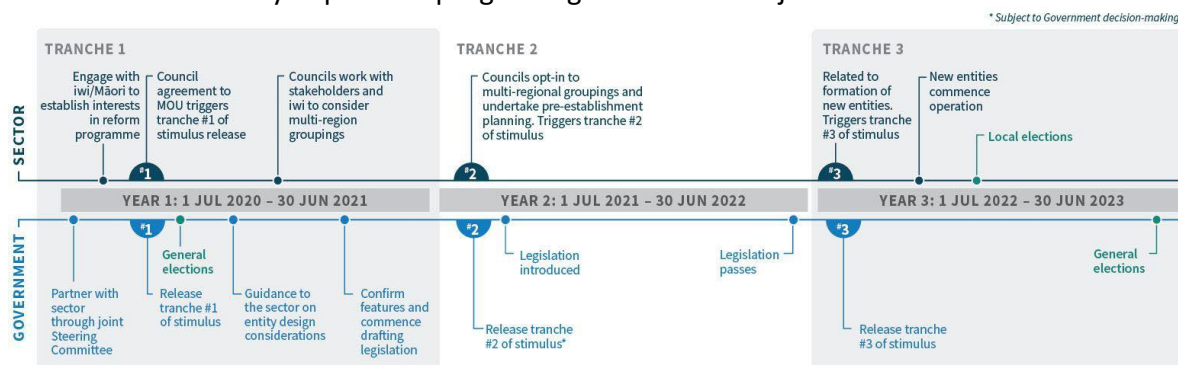 * Subject to Government decision-making
TRANCHE 1
TRANCHE 2
TRANCHE 3
SECTOR
Engage with
iwi/Māori to
establish interests
in reform
programme
Council
agreement to
MOU triggers
tranche #1 of
stimulus release
Councils work with
stakeholders and
iwi to consider
multi-region
groupings
Councils opt-in to
multi-regional groupings and
undertake pre-establishment
planning. Triggers tranche #2
of stimulus
Related to
formation of
new entities.
Triggers tranche
#3 of stimulus
New entities
commence
operation
Local elections
#1
#2
#3
YEAR 1: 1 JUL 2020 – 30 JUN 2021
YEAR 2: 1 JUL 2021 – 30 JUN 2022
YEAR 3: 1 JUL 2022 – 30 JUN 2023
GOVERNMENT
#1
#2
#3
Partner with
sector
through joint
Steering
Committee
Release
tranche #1
of stimulus
General
elections
Guidance to
the sector on
entity design
considerations
Confirm
features and
commence
drafting
legislation
Release tranche
#2 of stimulus*
Legislation
introduced
Legislation
passes
Release tranche
#3 of stimulus
General
elections